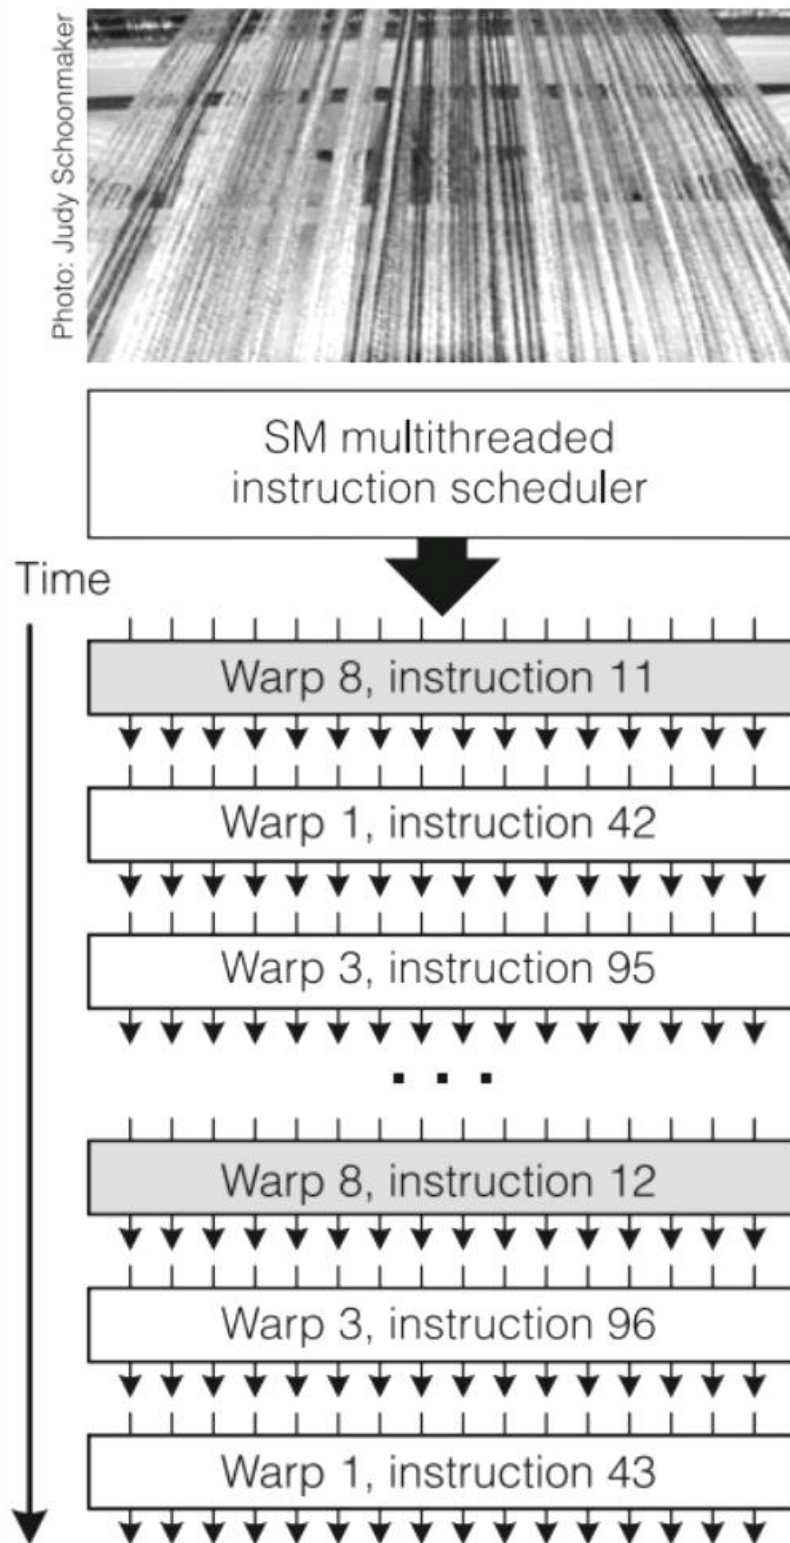 Photo: Judy Schoonmaker
SM multithreaded
instruction scheduler
Time
Warp 8, instruction 11
Warp 1, instruction 42
Warp 3, instruction 95
. . .
Warp 8, instruction 12
Warp 3, instruction 96
Warp 1, instruction 43